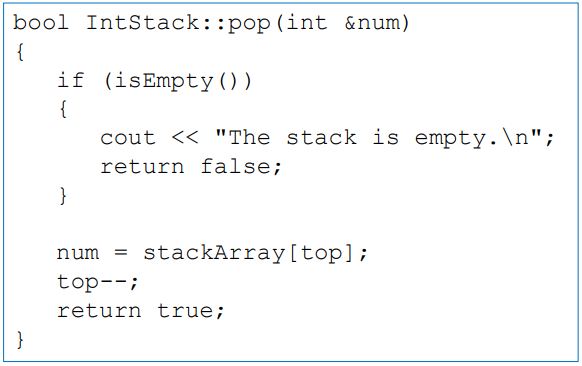 bool IntStack::pop(int &num)
{
   if (isEmpty())
   {
      cout << "The stack is empty.\n";
      return false;
   }

   num = stackArray[top];
   top--;
   return true;
}